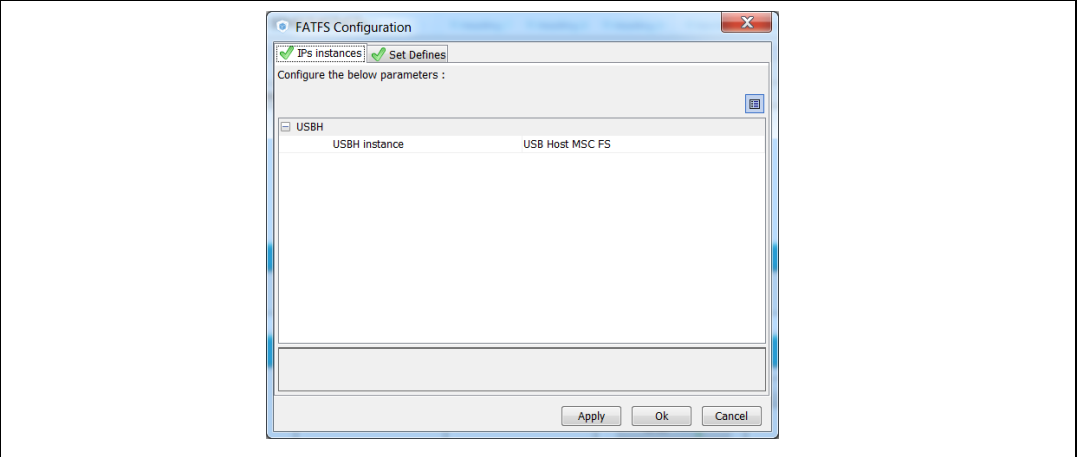 FATFS Configuration
IPs instances Set Defines
Configure the below parameters :
USBH
USBH instance USB Host MSC FS
Apply Ok Cancel